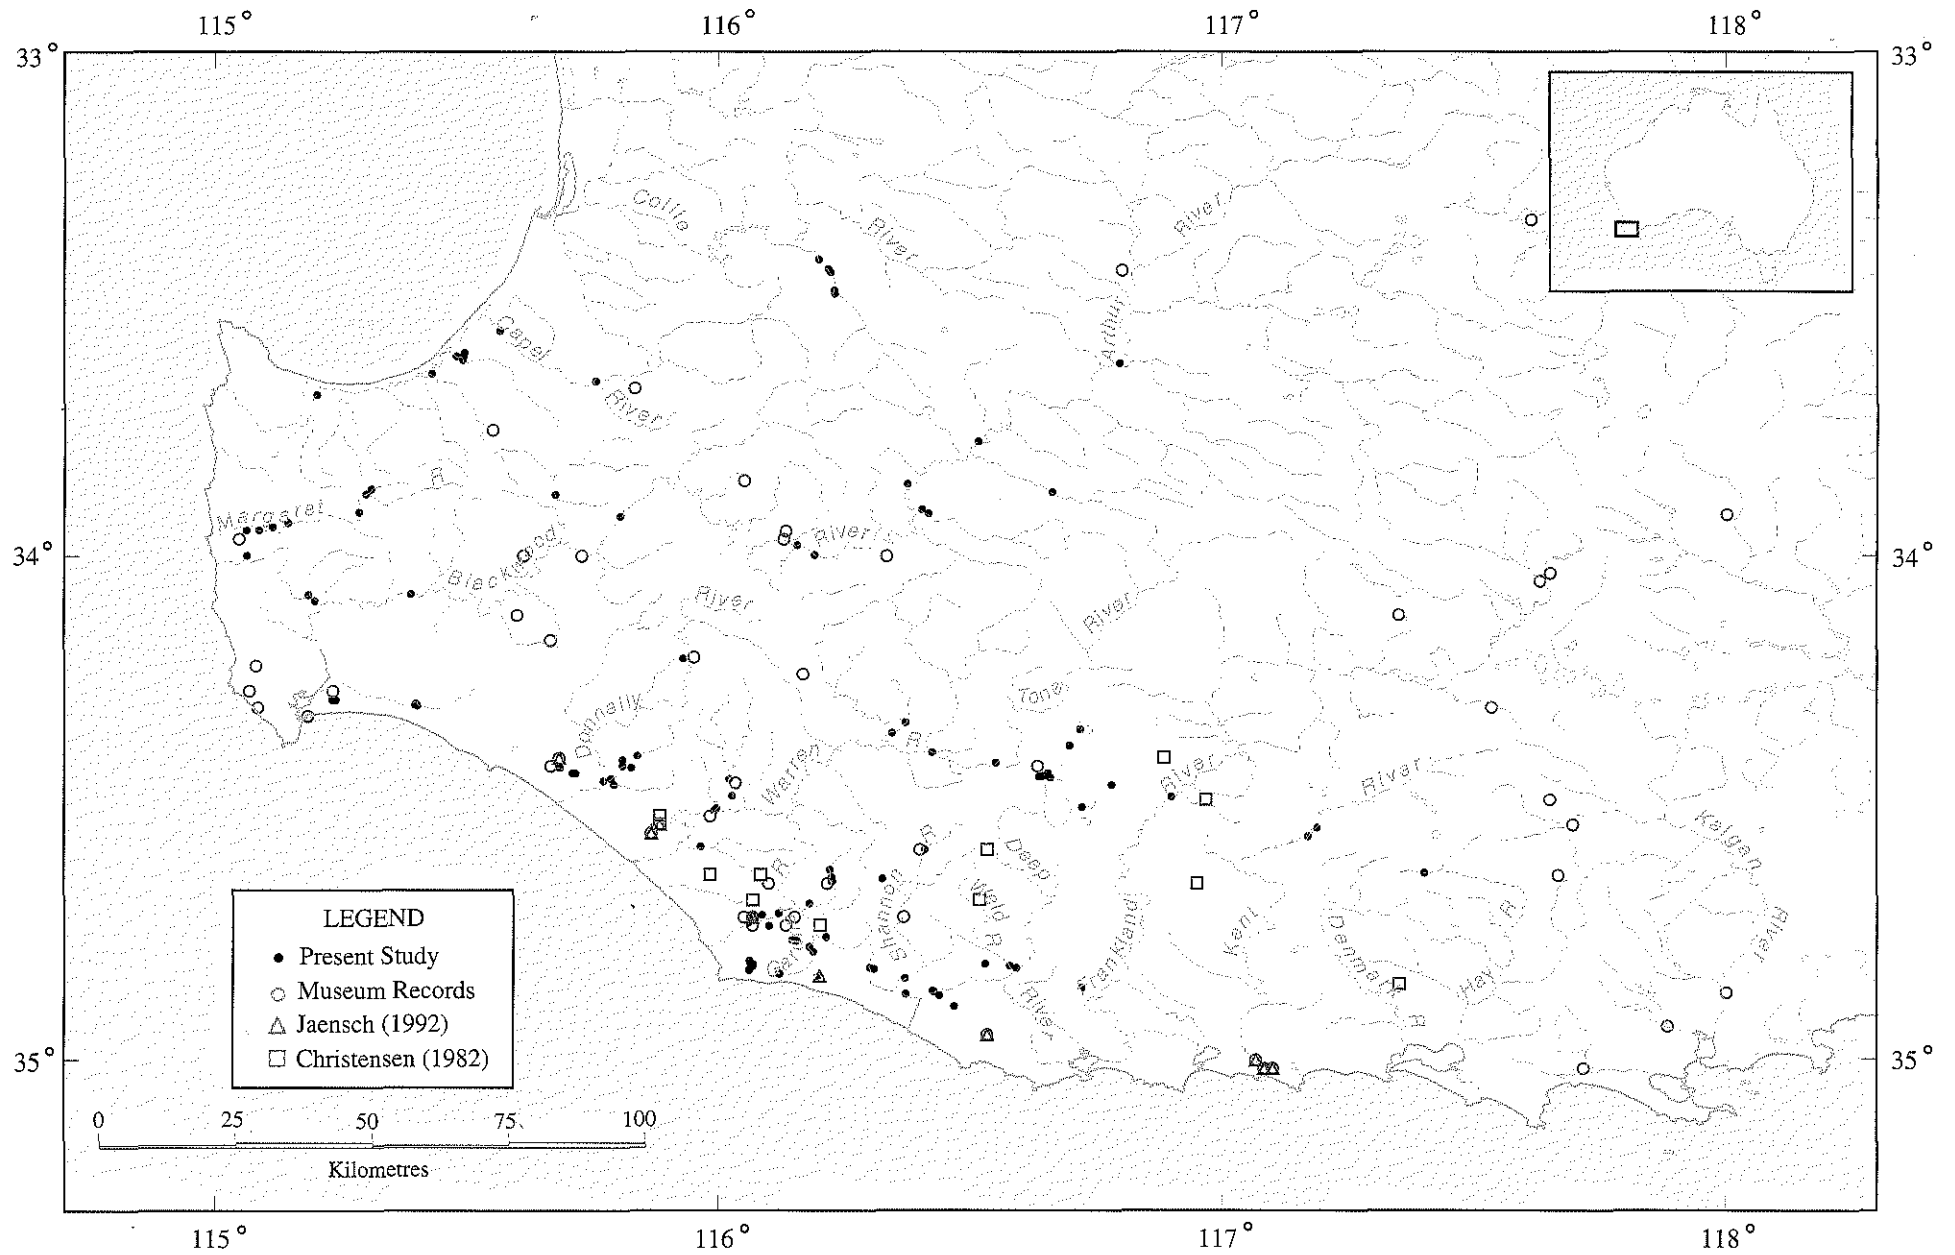 115° 116° 117° 118°
33° 33°
Collie River
River
Arthur
Capel
River
Margaret R
34° 34°
Blackwood River
River
River
Donnelly
Tone
Warren R
River
River
Kalgan
River
R
R
Deep
Shannon
Weld
R
River
Frankland
Kent
Denmark
R
Hay R
LEGEND
Present Study
Museum Records
Jaensch (1992)
Christensen (1982)
35° 35°
0 25 50 75 100
Kilometres
115° 116° 117° 118°